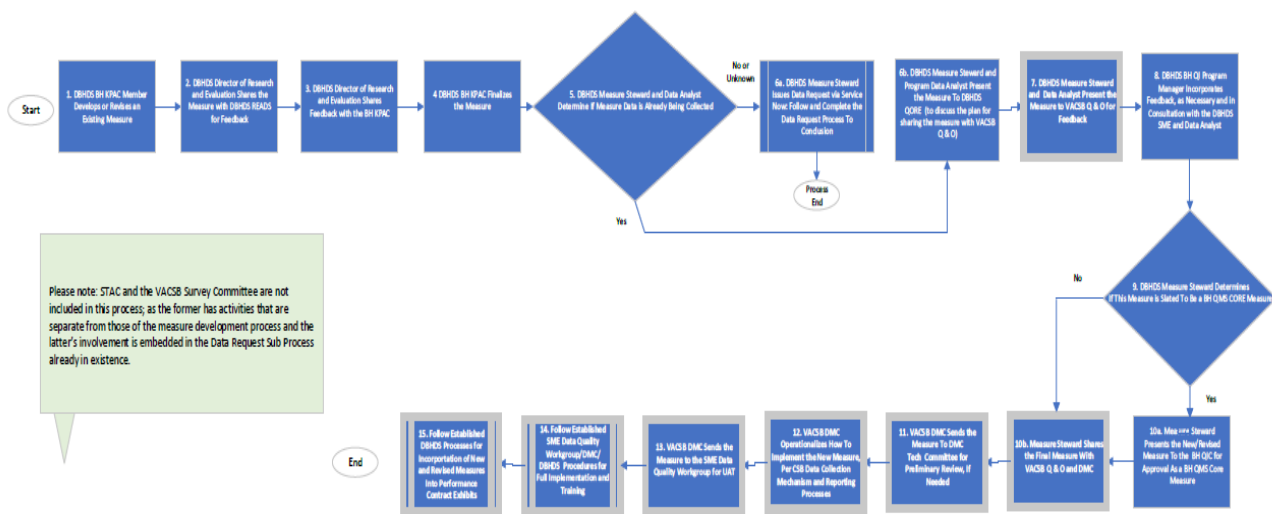 Start
1. DBHDS BH KPAC Member
Develops or Revises an
Existing Measure
2. DBHDS Director of Research
and Evaluation Shares the
Measure with DBHDS READS
for Feedback
3. DBHDS Director of Research
and Evaluation Shares
Feedback with the BH KPAC
4 DBHDS BH KPAC Finalizes
the Measure
5. DBHDS Measure Steward and Data Analyst
Determine if Measure Data is Already Being Collected
No or
Unknown
Yes
6a. DBHDS Measure Steward
Issues Data Request via Service
Now: Follow and Complete the
Data Request Process To
Conclusion
Process
End
6b. DBHDS Measure Steward and
Program Data Analyst Present
the Measure To DBHDS
QORE (to discuss the plan for
sharing the measure with VACSB
Q & O)
7. DBHDS Measure Steward
and Data Analyst Present the
Measure to VACSB Q & O for
Feedback
8. DBHDS BH QI Program
Manager Incorporates
Feedback, as Necessary and in
Consultation with the DBHDS
SME and Data Analyst
9. DBHDS Measure Steward Determines
If This Measure is Slated To Be a BH QMS CORE Measure
No
Yes
10a. Measure Steward
Presents the New/Revised
Measure To the BH QIC for
Approval As a BH QMS Core
Measure
10b. Measure Steward Shares
the Final Measure With
VACSB Q & O and DMC
11. VACSB DMC Sends the
Measure To DMC
Tech Committee for
Preliminary Review, If
Needed
12. VACSB DMC
Operationalizes How To
Implement the New Measure,
Per CSB Data Collection
Mechanism and Reporting
Processes
13. VACSB DMC Sends the
Measure to the SME Data
Quality Workgroup for UAT
14. Follow Established
SME Data Quality
Workgroup/DMC/
DBHDS Procedures for
Full Implementation and
Training
15. Follow Established
DBHDS Processes for
Incorporation of New
and Revised Measures
Into Performance
Contract Exhibits
End
Please note: STAC and the VACSB Survey Committee are not
included in this process; as the former has activities that are
separate from those of the measure development process and the
latter's involvement is embedded in the Data Request Sub Process
already in existence.